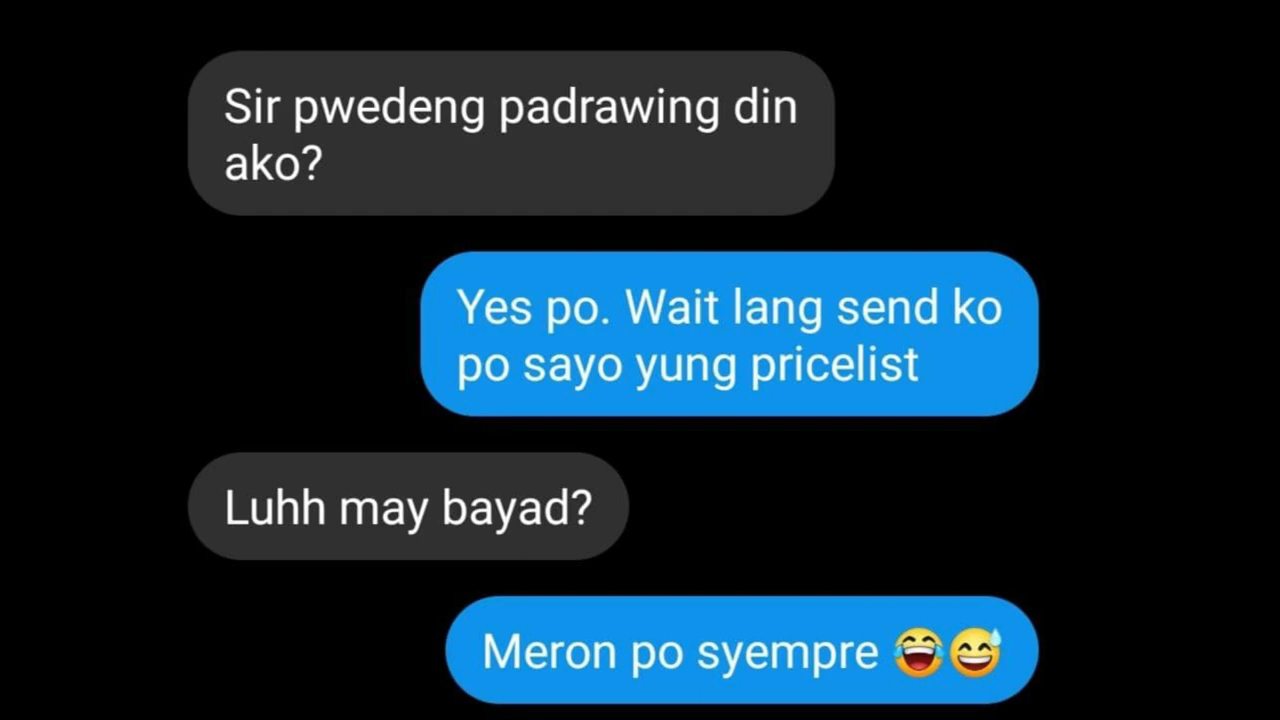 Sir pwedeng padrawing din
ako?
Yes po. Wait lang send ko
po sayo yung pricelist
Luhh may bayad?
Meron po syempre 😂😅